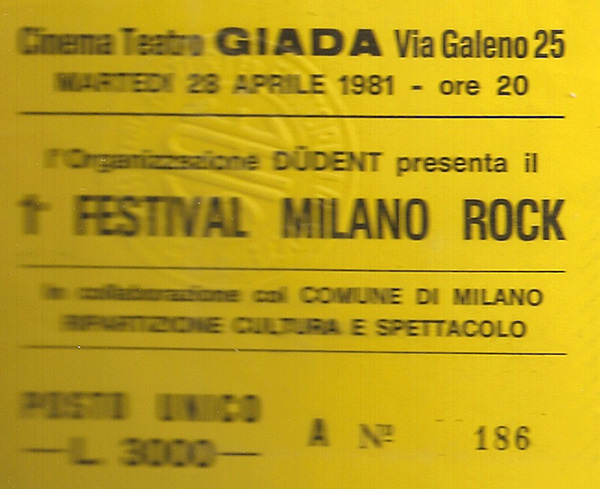 Cinema Teatro GIADA Via Galeno 25
MARTEDÌ 28 APRILE 1981 - ore 20
l'Organizzazione DÜDENT presenta il
1° FESTIVAL MILANO ROCK
in collaborazione col COMUNE DI MILANO
RIPARTIZIONE CULTURA E SPETTACOLO
POSTO UNICO
—L. 3000—
A Nº 186